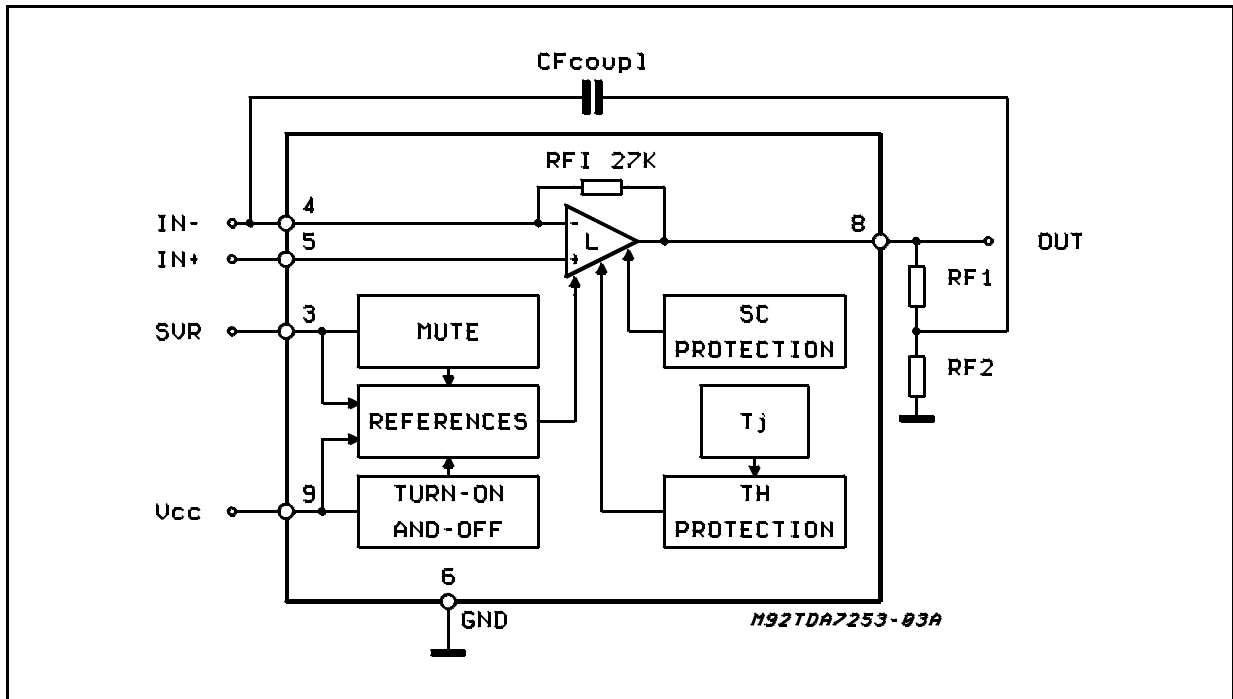 CFcoupl
RFI 27K
IN-
4
IN+
5
L
-
+
8
OUT
RF1
RF2
SVR
3
MUTE
SC
PROTECTION
REFERENCES
Tj
Vcc
9
TURN-ON
AND-OFF
TH
PROTECTION
6
GND
M92TDA7253-03A